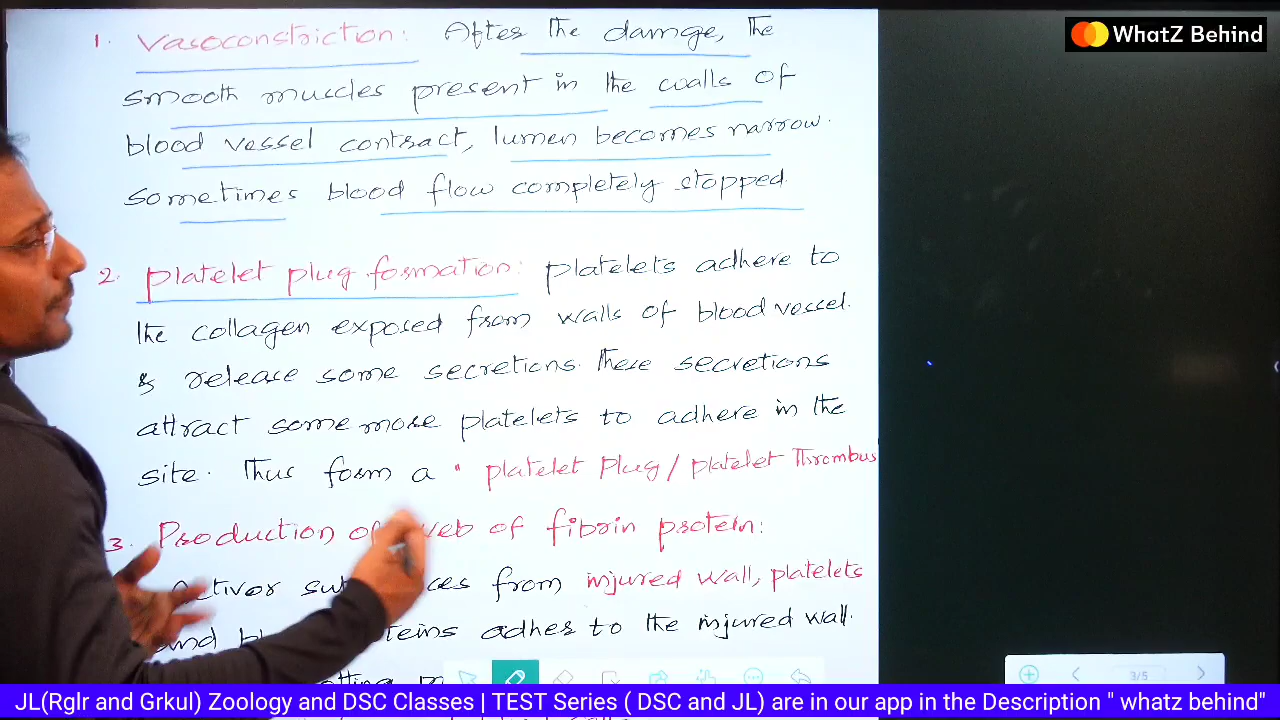 WhatZ Behind
1. Vasoconstriction: After the damge, the
smooth muscles present in the walls of
blood vessel contract, lumen becomes narrow.
sometimes blood flow completely stopped.
2. platelet plug formation: platelets adhere to
the collagen exposed from walls of blood vessel.
& release some secretions. These secretions
attract some more platelets to adhere in the
site. Thus form a " platelet Plug / platelet Thrombus
3. Production of web of fibrin protein:
from injured wall, platelets
and adhes to the injured wall.
3/5
JL(Rglr and Grkul) Zoology and DSC Classes | TEST Series ( DSC and JL) are in our app in the Description " whatz behind"